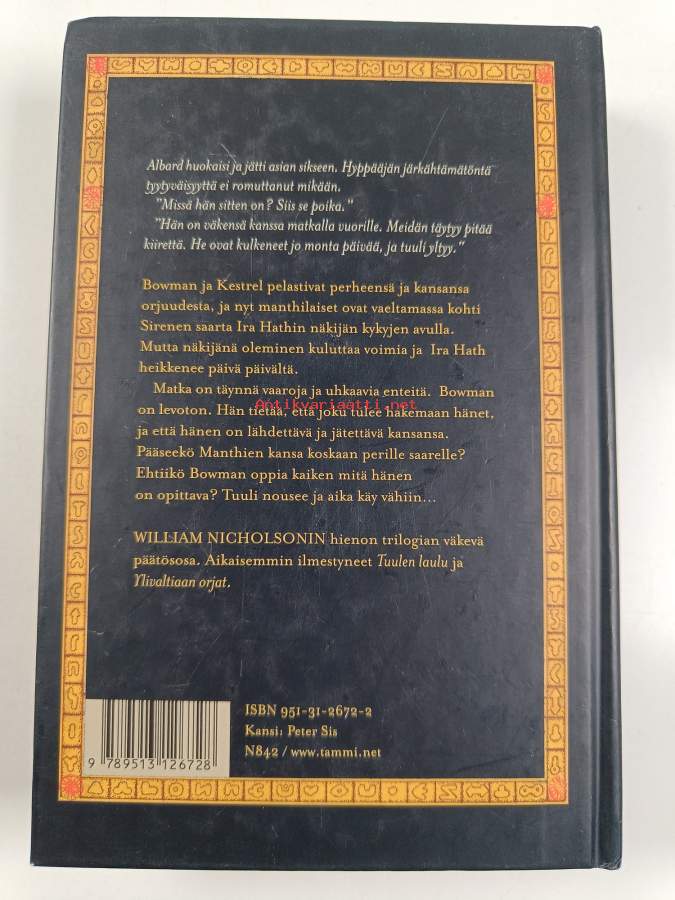 Albard huokaisi ja jätti asian sikseen. Hyppääjän järkähtämätöntä
tyytyväisyyttä ei romuttanut mikään.
"Missä hän sitten on? Siis se poika."
"Hän on väkensä kanssa matkalla vuorille. Meidän täytyy pitää
kiirettä. He ovat kulkeneet jo monta päivää, ja tuuli yltyy."
Bowman ja Kestrel pelastivat perheensä ja kansansa
orjuudesta, ja nyt manthilaiset ovat vaeltamassa kohti
Sirenen saarta Ira Hathin näkijän kykyjen avulla.
Mutta näkijänä oleminen kuluttaa voimia ja Ira Hath
heikkenee päivä päivältä.
Matka on täynnä vaaroja ja uhkaavia enteitä. Bowman
on levoton. Hän tietää, että joku tulee hakemaan hänet,
Antikvariaatti.net
ja että hänen on lähdettävä ja jätettävä kansansa.
Pääseekö Manthien kansa koskaan perille saarelle?
Ehtiikö Bowman oppia kaiken mitä hänen
on opittava? Tuuli nousee ja aika käy vähiin...
WILLIAM NICHOLSONIN hienon trilogian väkevä
päätösosa. Aikaisemmin ilmestyneet Tuulen laulu ja
Ylivaltiaan orjat.
ISBN 951-31-2672-2
Kansi: Peter Sis
N842 / www.tammi.net
9 789513 126728